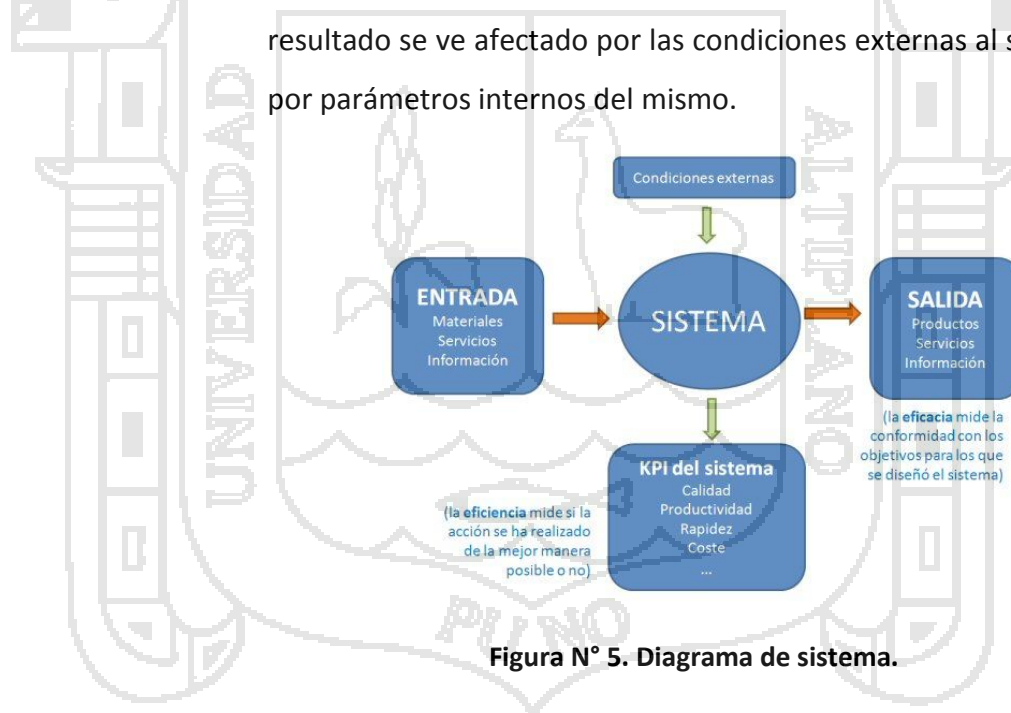 resultado se ve afectado por las condiciones externas al
por parámetros internos del mismo.
Condiciones externas
ENTRADA
Materiales
Servicios
Información
SISTEMA
SALIDA
Productos
Servicios
Información
(la eficacia mide la
conformidad con los
objetivos para los que
se diseñó el sistema)
KPI del sistema
Calidad
Productividad
Rapidez
Coste
...
(la eficiencia mide si la
acción se ha realizado
de la mejor manera
posible o no)
Figura N° 5. Diagrama de sistema.
UNIVERSIDAD
ALTIPLANO
PUNO